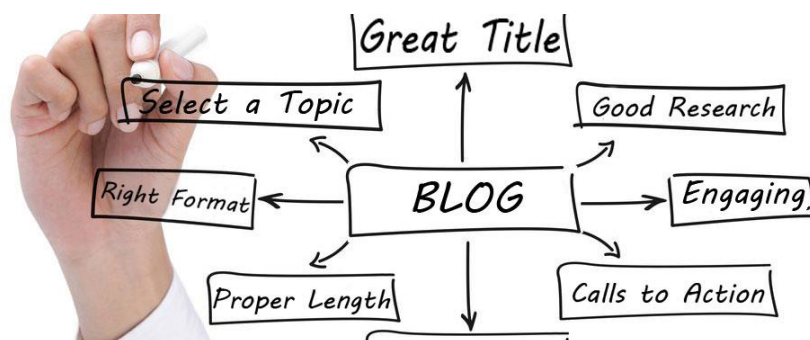 Great Title
Select a Topic
Good Research
Right Format
BLOG
Engaging
Proper Length
Calls to Action